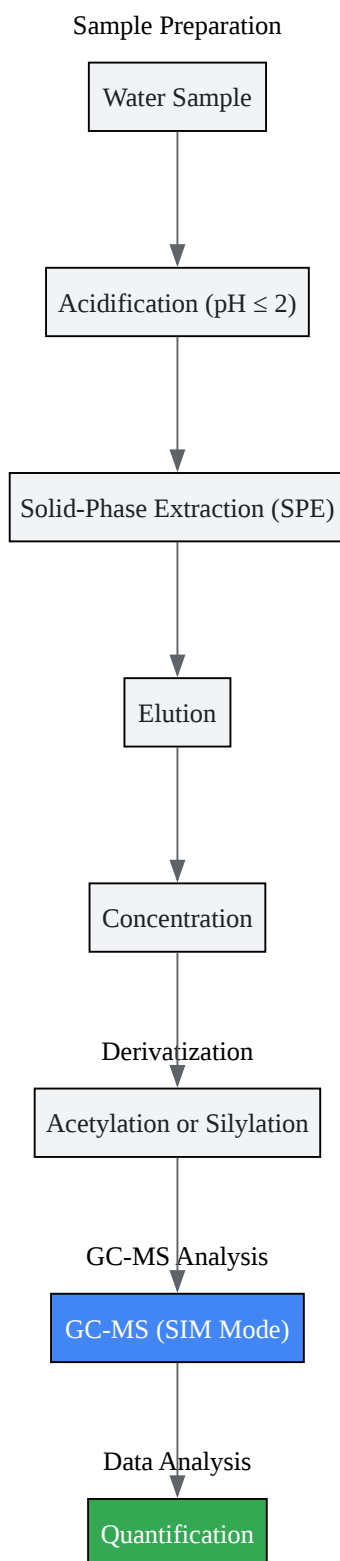 Sample Preparation
Water Sample
Acidification (pH ≤ 2)
Solid-Phase Extraction (SPE)
Elution
Concentration
Derivatization
Acetylation or Silylation
GC-MS Analysis
GC-MS (SIM Mode)
Data Analysis
Quantification